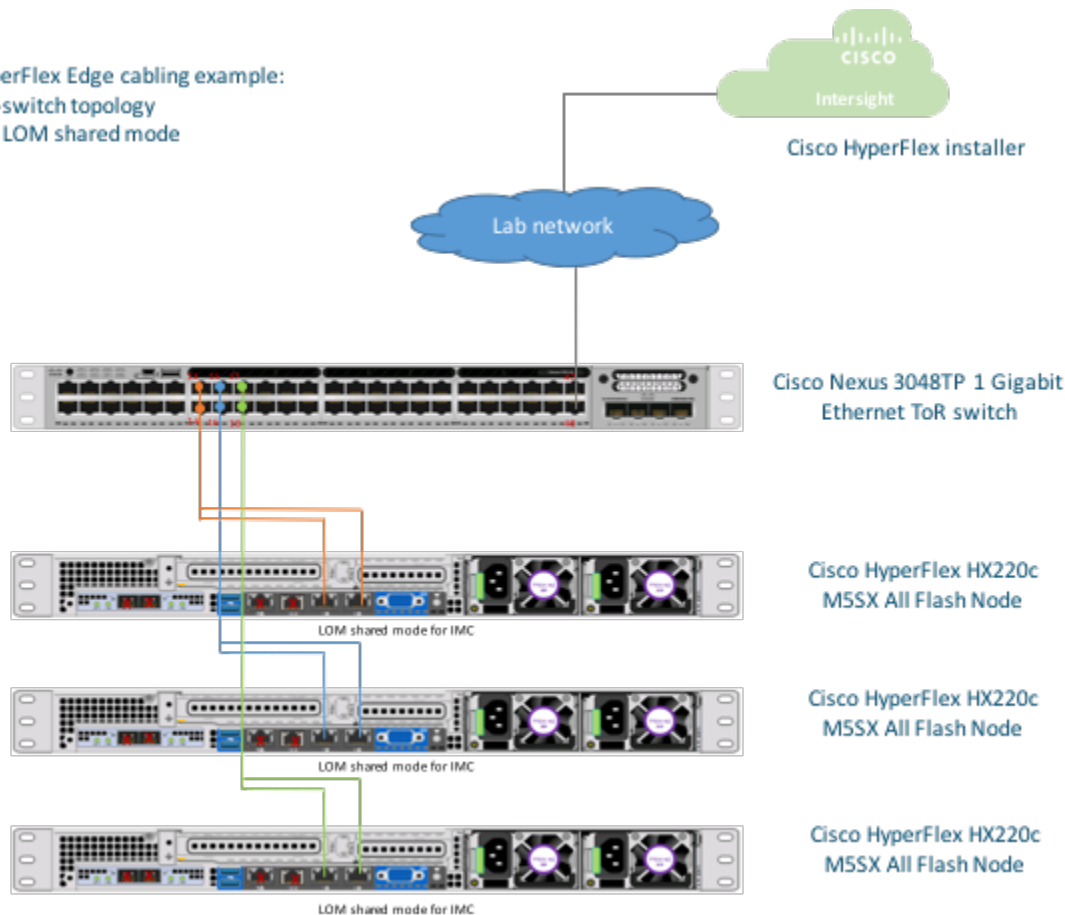 erFlex Edge cabling example:
-switch topology
LOM shared mode
CISCO
Intersight
Cisco HyperFlex installer
Lab network
Cisco Nexus 3048TP 1 Gigabit
Ethernet ToR switch
Cisco HyperFlex HX220c
M5SX All Flash Node
LOM shared mode for IMC
Cisco HyperFlex HX220c
M5SX All Flash Node
LOM shared mode for IMC
Cisco HyperFlex HX220c
M5SX All Flash Node
LOM shared mode for IMC